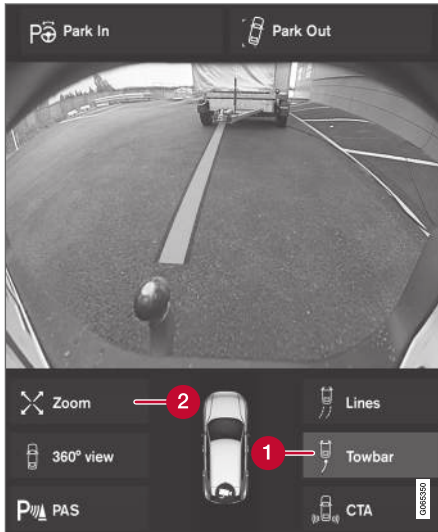 Park In
Park Out
2
Zoom
Lines
1
360° view
Towbar
PAS
CTA
G065350